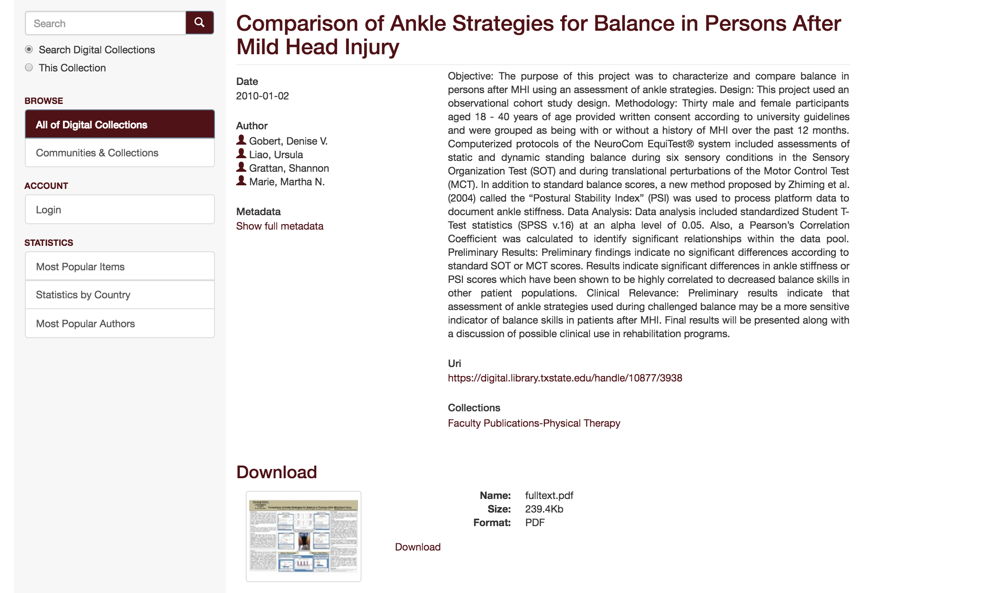 Search
Search Digital Collections
This Collection
BROWSE
All of Digital Collections
Communities & Collections
ACCOUNT
Login
STATISTICS
Most Popular Items
Statistics by Country
Most Popular Authors
Comparison of Ankle Strategies for Balance in Persons After
Mild Head Injury
Date
2010-01-02
Author
Gobert, Denise V.
Liao, Ursula
Grattan, Shannon
Marie, Martha N.
Metadata
Show full metadata
Objective: The purpose of this project was to characterize and compare balance in
persons after MHI using an assessment of ankle strategies. Design: This project used an
observational cohort study design. Methodology: Thirty male and female participants
aged 18 - 40 years of age provided written consent according to university guidelines
and were grouped as being with or without a history of MHI over the past 12 months.
Computerized protocols of the NeuroCom EquiTest® system included assessments of
static and dynamic standing balance during six sensory conditions in the Sensory
Organization Test (SOT) and during translational perturbations of the Motor Control Test
(MCT). In addition to standard balance scores, a new method proposed by Zhiming et al.
(2004) called the “Postural Stability Index” (PSI) was used to process platform data to
document ankle stiffness. Data Analysis: Data analysis included standardized Student T-
Test statistics (SPSS v.16) at an alpha level of 0.05. Also, a Pearson’s Correlation
Coefficient was calculated to identify significant relationships within the data pool.
Preliminary Results: Preliminary findings indicate no significant differences according to
standard SOT or MCT scores. Results indicate significant differences in ankle stiffness or
PSI scores which have been shown to be highly correlated to decreased balance skills in
other patient populations. Clinical Relevance: Preliminary results indicate that
assessment of ankle strategies used during challenged balance may be a more sensitive
indicator of balance skills in patients after MHI. Final results will be presented along with
a discussion of possible clinical use in rehabilitation programs.
Uri
https://digital.library.txstate.edu/handle/10877/3938
Collections
Faculty Publications-Physical Therapy
Download
Comparison of Ankle Strategies for Balance in Persons After Mild Head Injury
Name: fulltext.pdf
Size: 239.4Kb
Format: PDF
Download